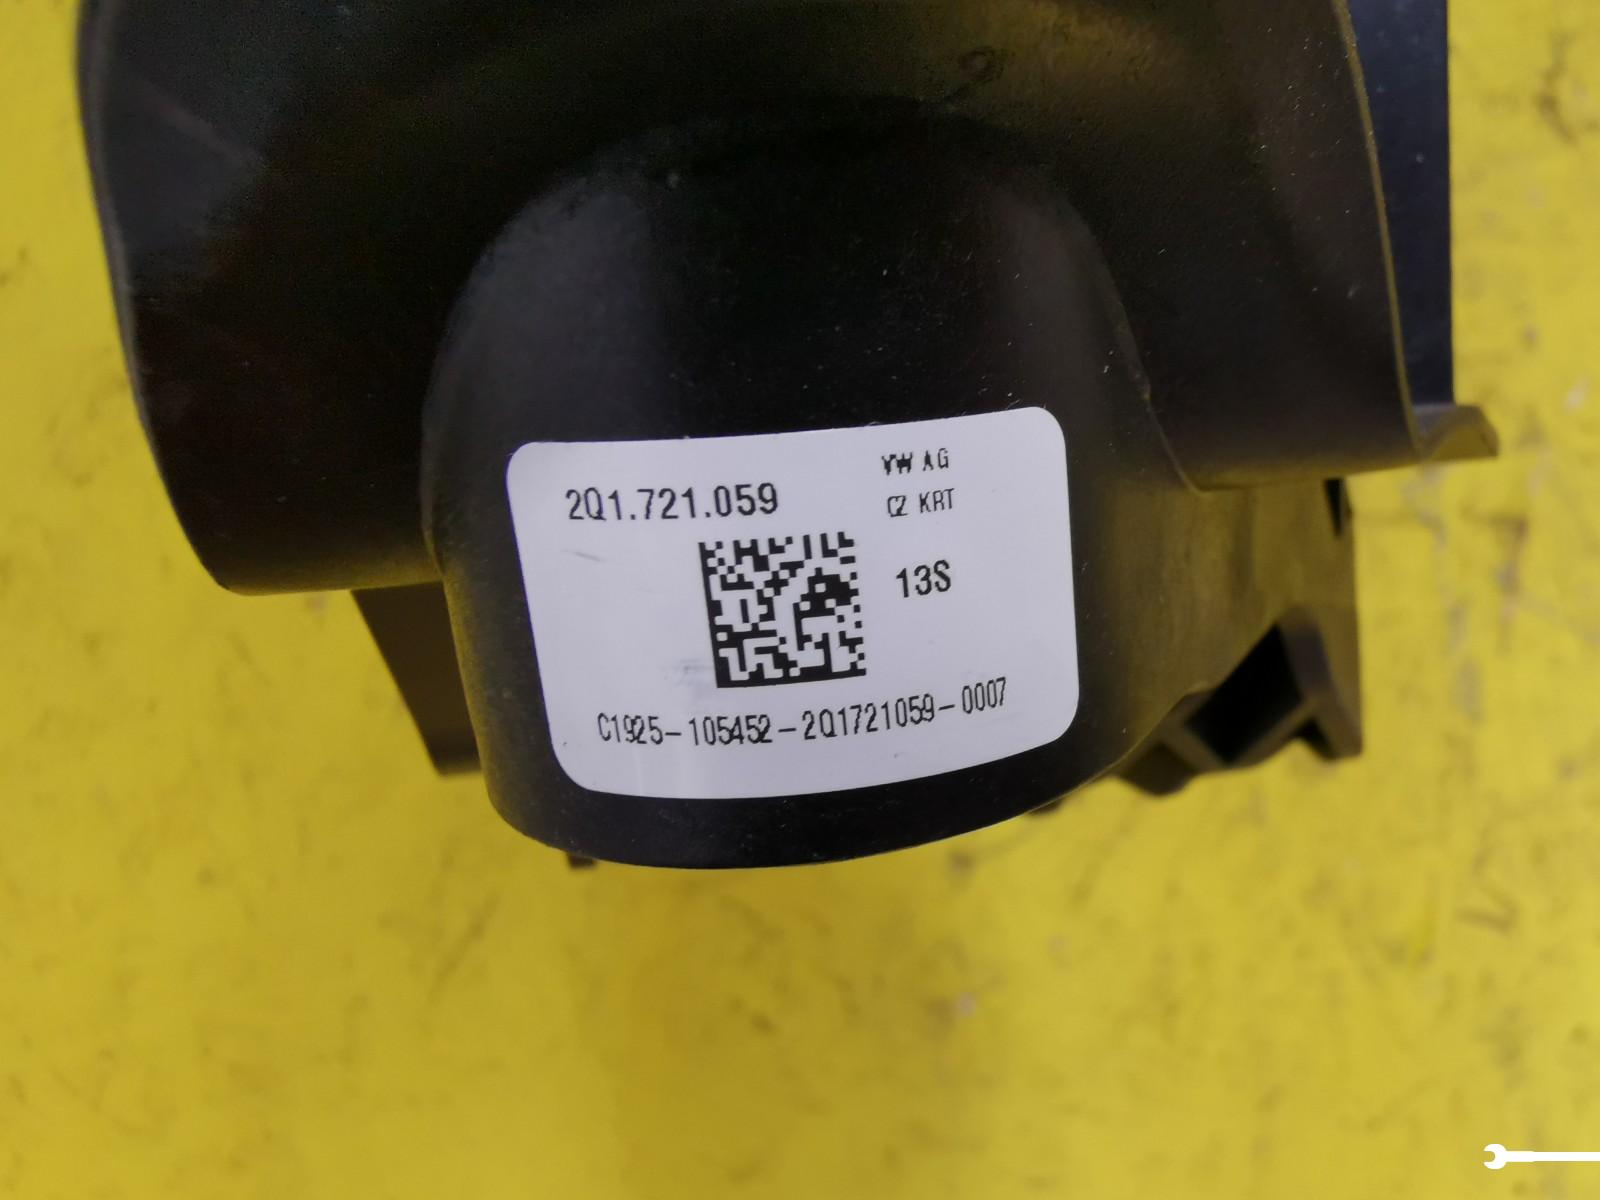 2Q1.721.059
VW AG
CZ KRT
13S
C1925-105452-2Q1721059-0007